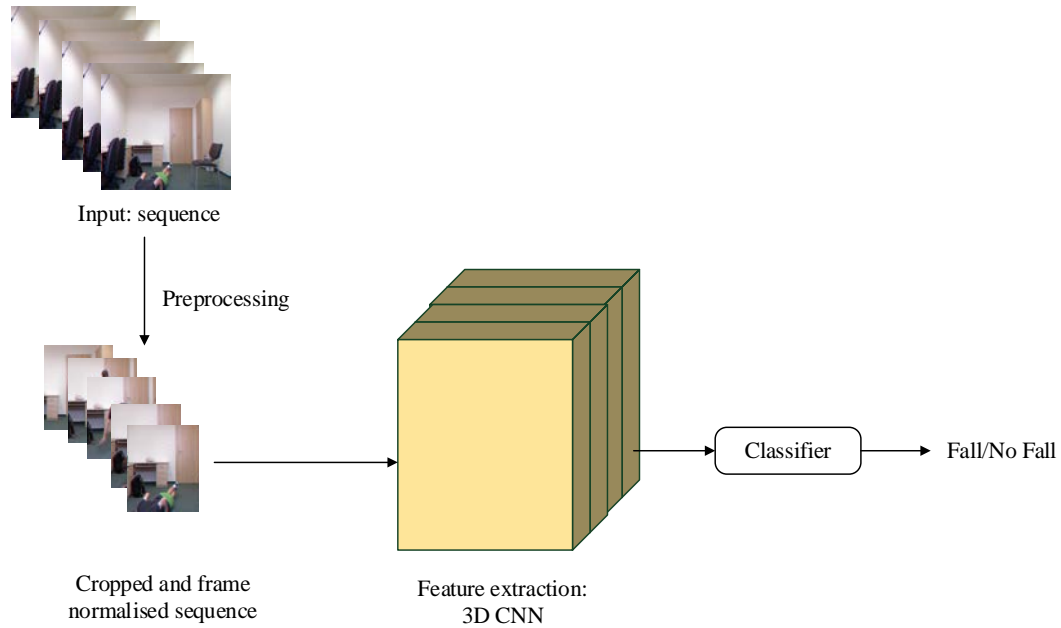 Input: sequence
Preprocessing
Classifier
Fall/No Fall
Cropped and frame
normalised sequence
Feature extraction:
3D CNN